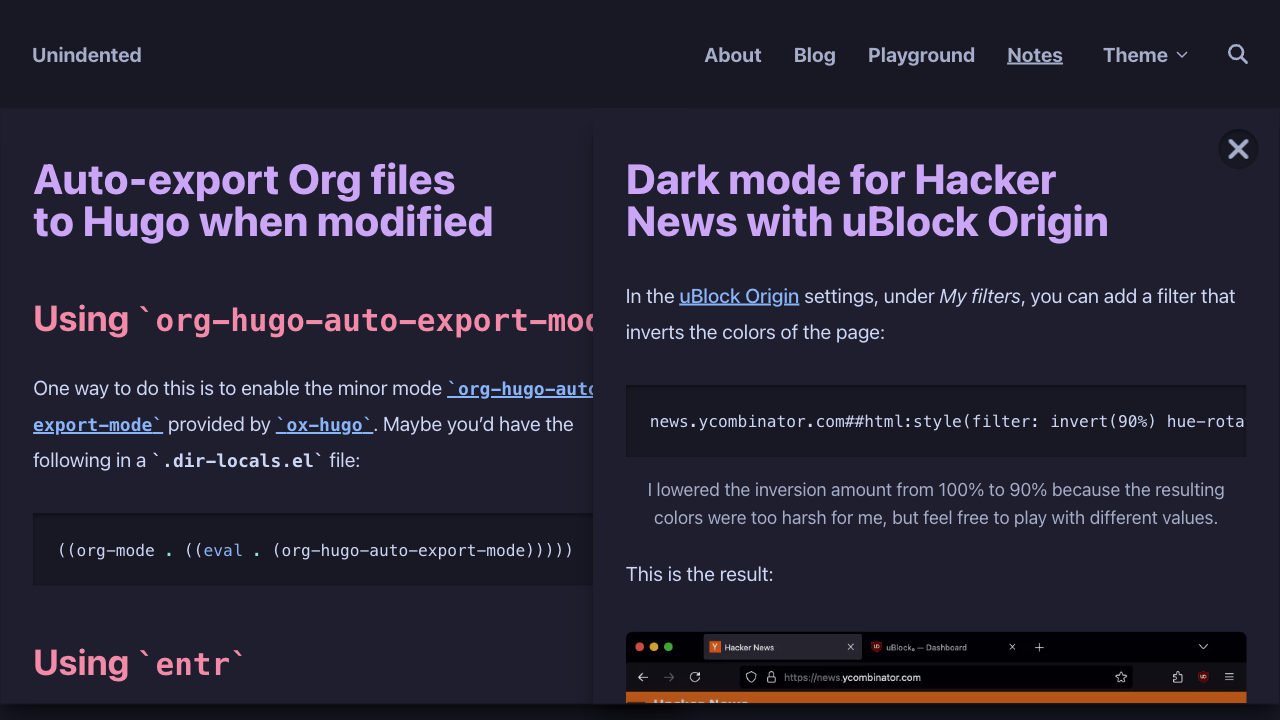 Unindented
About Blog Playground Notes Theme
Auto-export Org files
to Hugo when modified
Using `org-hugo-auto-export-mod
One way to do this is to enable the minor mode `org-hugo-auto
export-mode` provided by `ox-hugo`. Maybe you’d have the
following in a `.dir-locals.el` file:
((org-mode . ((eval . (org-hugo-auto-export-mode)))))
Using `entr`
Dark mode for Hacker
News with uBlock Origin
In the uBlock Origin settings, under My filters, you can add a filter that
inverts the colors of the page:
news.ycombinator.com##html:style(filter: invert(90%) hue-rota
I lowered the inversion amount from 100% to 90% because the resulting
colors were too harsh for me, but feel free to play with different values.
This is the result:
Hacker News uBlock₀ — Dashboard
https://news.ycombinator.com
Hacker News